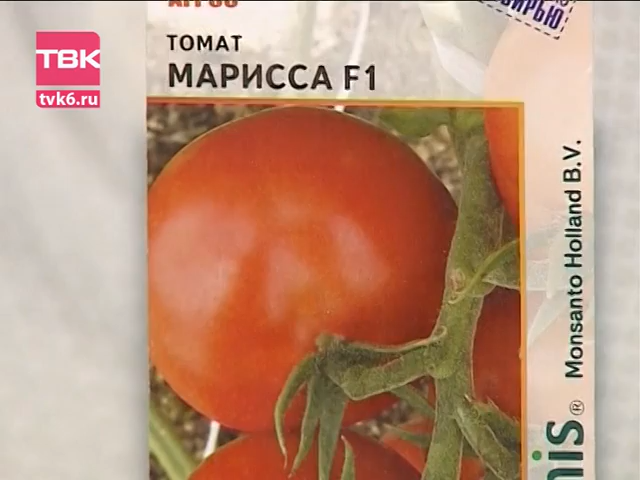 ТВК
tvk6.ru
ТОМАТ
МАРИССА F1
Monsanto Holland B.V.
®